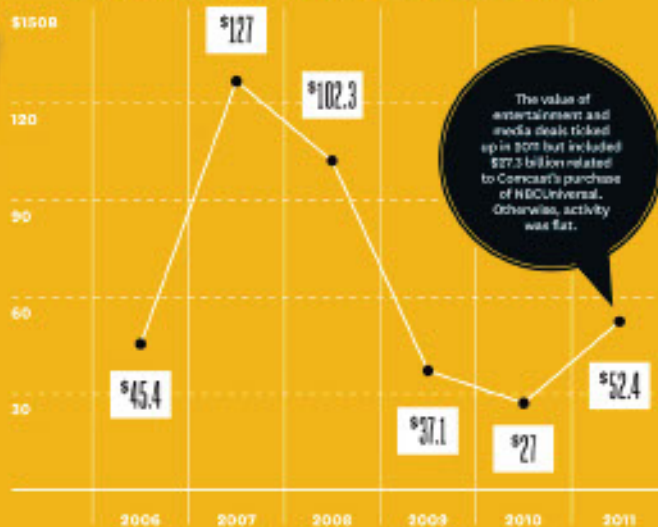 $150B
120
90
60
30
$45.4
$127
$102.3
$37.1
$27
$52.4
The value of
entertainment and
media deals ticked
up in 2011 but included
$27.3 billion related
to Comcast's purchase
of NBCUniversal.
Otherwise, activity
was flat.
2006
2007
2008
2009
2010
2011